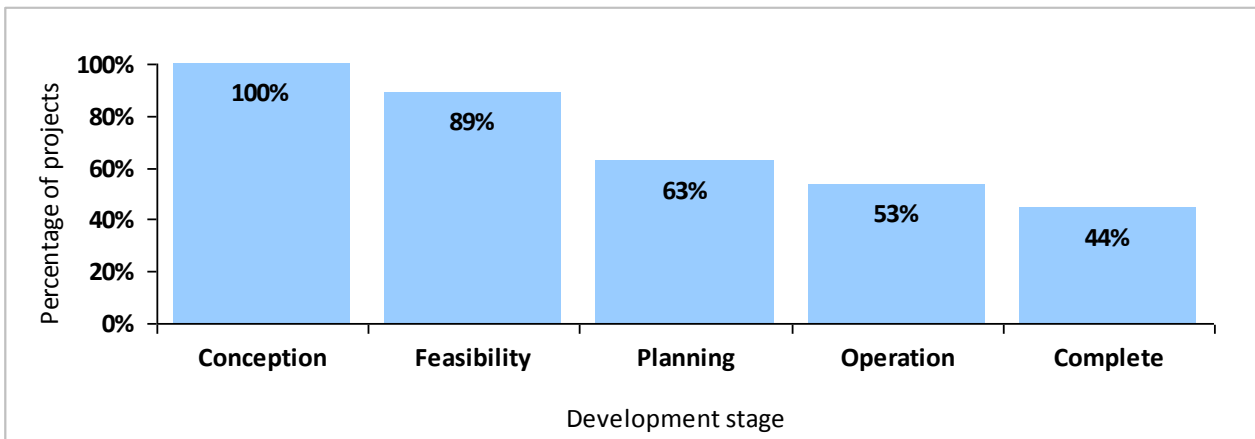 Percentage of projects
100%
80%
60%
40%
20%
0%
100%
89%
63%
53%
44%
Conception
Feasibility
Planning
Operation
Complete
Development stage